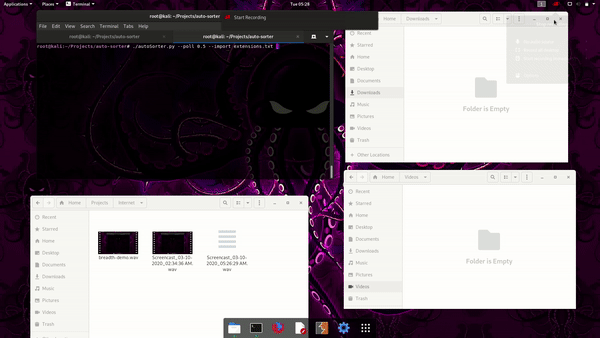 Applications Places Terminal Tue 05:28 1
root@kali: ~/Projects/auto-sorter
Start Recording
File Edit View Search Terminal Tabs Help
root@kali: ~/Projects/auto-sorter root@kali: ~/Projects/auto-sorter
root@kali:~/Projects/auto-sorter# ./autoSorter.py --poll 0.5 --import extensions.txt
Home Downloads
Recent
Starred
Home
Desktop
Documents
Downloads
Music
Pictures
Videos
Trash
Other Locations
Folder is Empty
Home Videos
Recent
Starred
Home
Desktop
Documents
Downloads
Music
Pictures
Videos
Trash
Folder is Empty
Home Projects Internet
Recent
Starred
Home
Desktop
Documents
Downloads
Music
Pictures
Videos
Trash
breadth-demo.wav
Screencast_03-10-2020_02:34:36 AM.wav
Screencast_03-10-2020_05:26:29 AM.wav